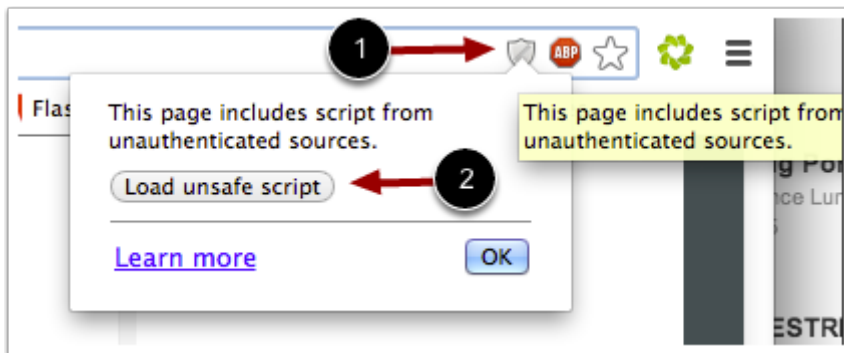 1
ABP
Flas
This page includes script from
unauthenticated sources.
This page includes script from
unauthenticated sources.
Load unsafe script
2
Learn more
OK
g Po
nce Lun
ESTR